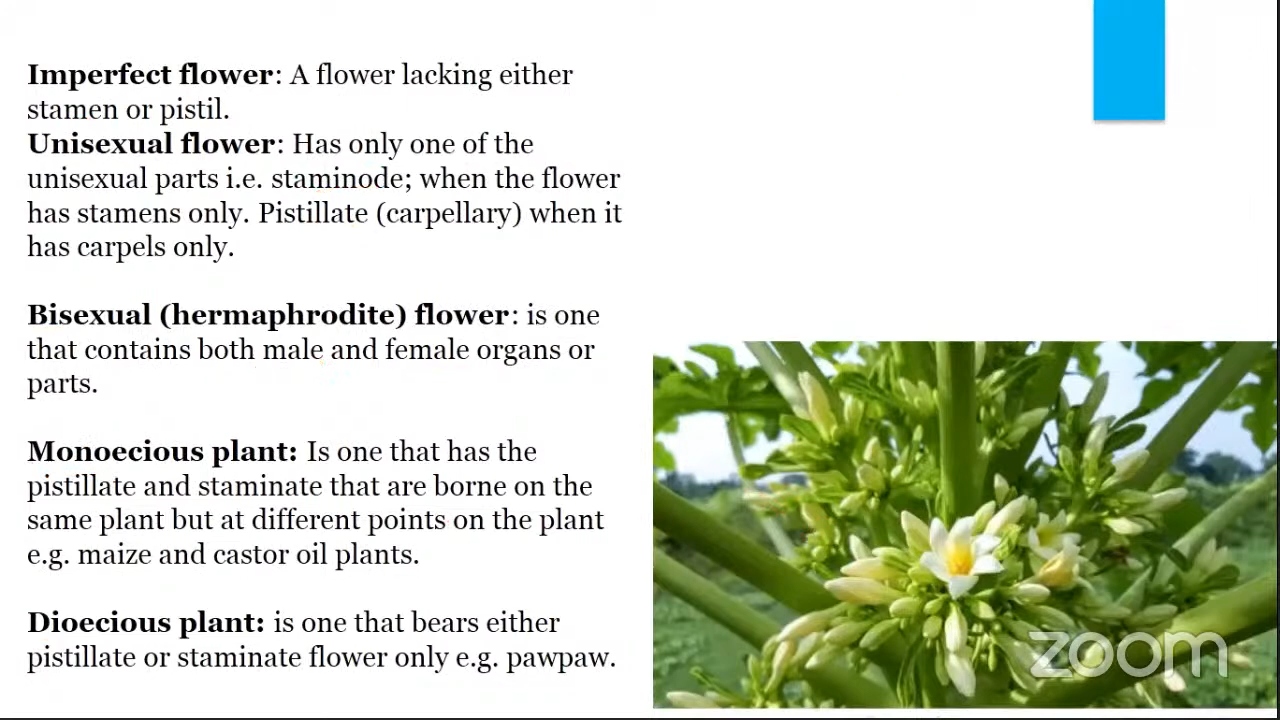 Imperfect flower: A flower lacking either
stamen or pistil.
Unisexual flower: Has only one of the
unisexual parts i.e. staminode; when the flower
has stamens only. Pistillate (carpellary) when it
has carpels only.
Bisexual (hermaphrodite) flower: is one
that contains both male and female organs or
parts.
Monoecious plant: Is one that has the
pistillate and staminate that are borne on the
same plant but at different points on the plant
e.g. maize and castor oil plants.
Dioecious plant: is one that bears either
pistillate or staminate flower only e.g. pawpaw.
zoom